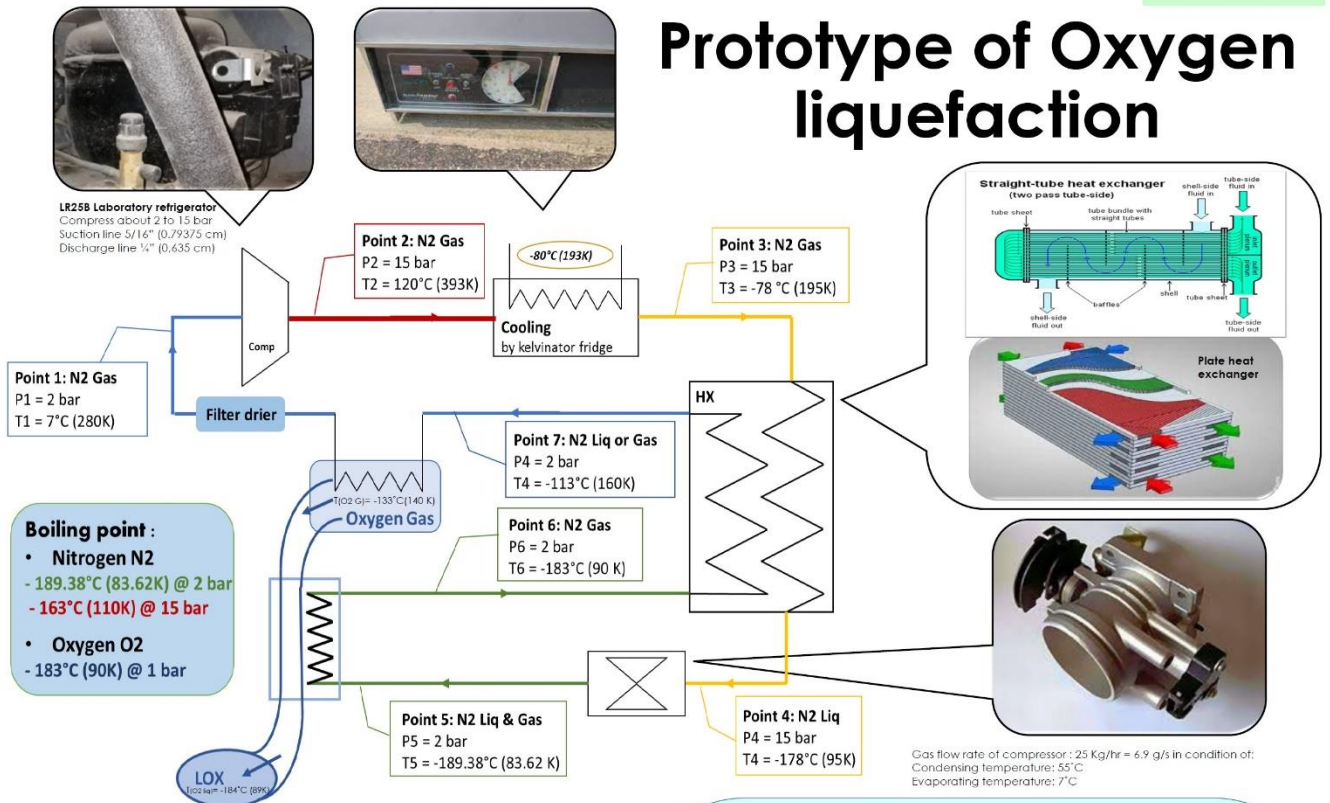 Prototype of Oxygen
liquefaction
LR25B Laboratory refrigerator
Compress about 2 to 15 bar
Suction line 5/16" (0.79375 cm)
Discharge line ¼" (0,635 cm)
Point 2: N2 Gas
P2 = 15 bar
T2 = 120°C (393K)
-80°C (193K)
Cooling
by kelvinator fridge
Point 3: N2 Gas
P3 = 15 bar
T3 = -78 °C (195K)
Straight-tube heat exchanger
(two pass tube-side)
tube sheet
tube bundle with
straight tubes
shell-side
fluid in
tube-side
fluid in
shell-side
fluid out
baffles
shell
tube sheet
tube-side
fluid out
Plate heat
exchanger
Comp
Point 1: N2 Gas
P1 = 2 bar
T1 = 7°C (280K)
Filter drier
HX
Point 7: N2 Liq or Gas
P4 = 2 bar
T4 = -113°C (160K)
T(O2 G)= -133°C(140 K)
Oxygen Gas
Point 6: N2 Gas
P6 = 2 bar
T6 = -183°C (90 K)
Boiling point :
• Nitrogen N2
- 189.38°C (83.62K) @ 2 bar
- 163°C (110K) @ 15 bar
• Oxygen O2
- 183°C (90K) @ 1 bar
Point 5: N2 Liq & Gas
P5 = 2 bar
T5 = -189.38°C (83.62 K)
Point 4: N2 Liq
P4 = 15 bar
T4 = -178°C (95K)
LOX
T(O2 liq)= -184°C (89K)
Gas flow rate of compressor : 25 Kg/hr = 6.9 g/s in condition of:
Condensing temperature: 55°C
Evaporating temperature: 7°C